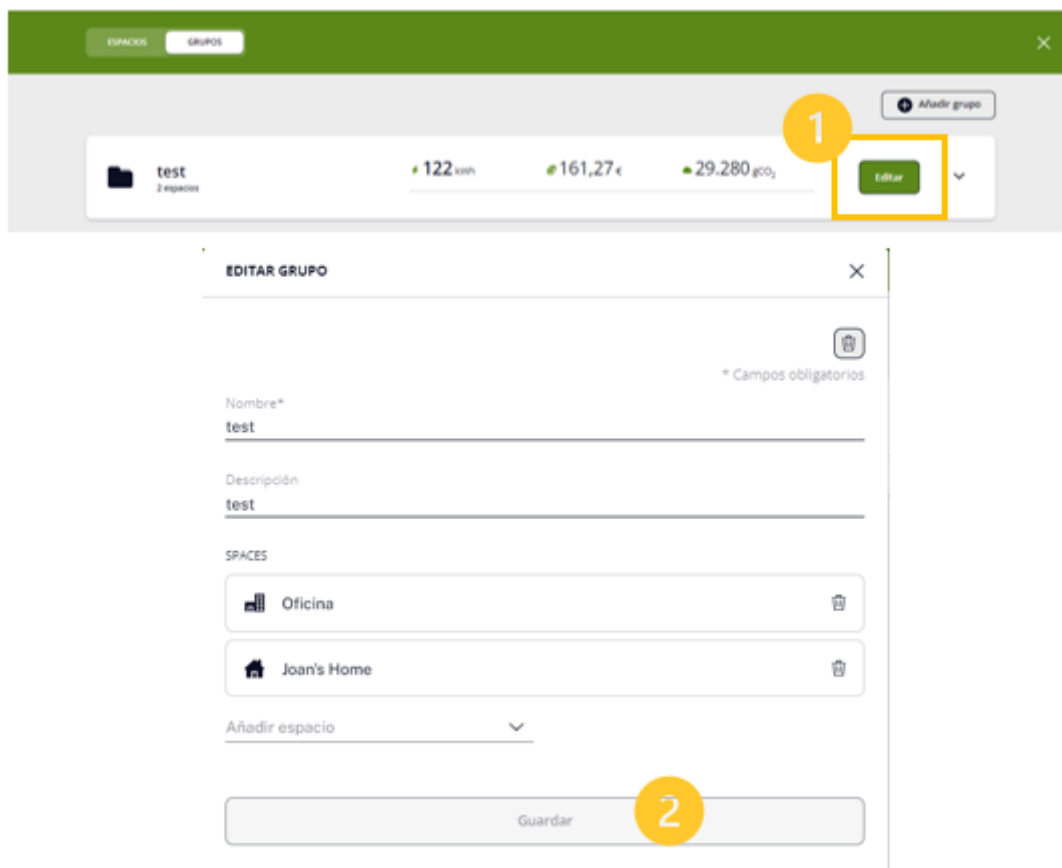 ESPACIOS GRUPOS
Añadir grupo
1
test
2 espacios
122 kWh
161,27 €
29.280 gCO₂
Editar
EDITAR GRUPO
* Campos obligatorios
Nombre*
test
Descripción
test
SPACES
Oficina
Joan's Home
Añadir espacio
Guardar
2